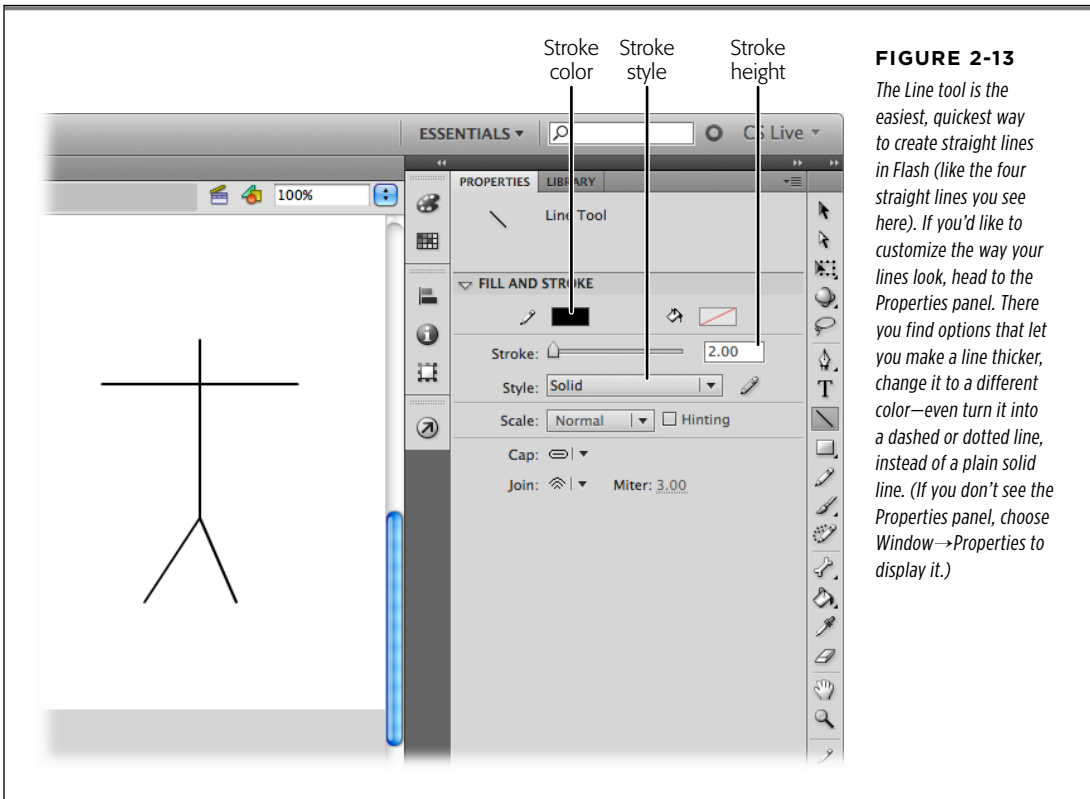 Stroke color
Stroke style
Stroke height
ESSENTIALS
CS Live
100%
PROPERTIES
LIBRARY
Line Tool
FILL AND STROKE
Stroke:
2.00
Style:
Solid
Scale:
Normal
Hinting
Cap:
Join:
Miter: 3.00
T
FIGURE 2-13
The Line tool is the
easiest, quickest way
to create straight lines
in Flash (like the four
straight lines you see
here). If you’d like to
customize the way your
lines look, head to the
Properties panel. There
you find options that let
you make a line thicker,
change it to a different
color—even turn it into
a dashed or dotted line,
instead of a plain solid
line. (If you don’t see the
Properties panel, choose
Window→Properties to
display it.)